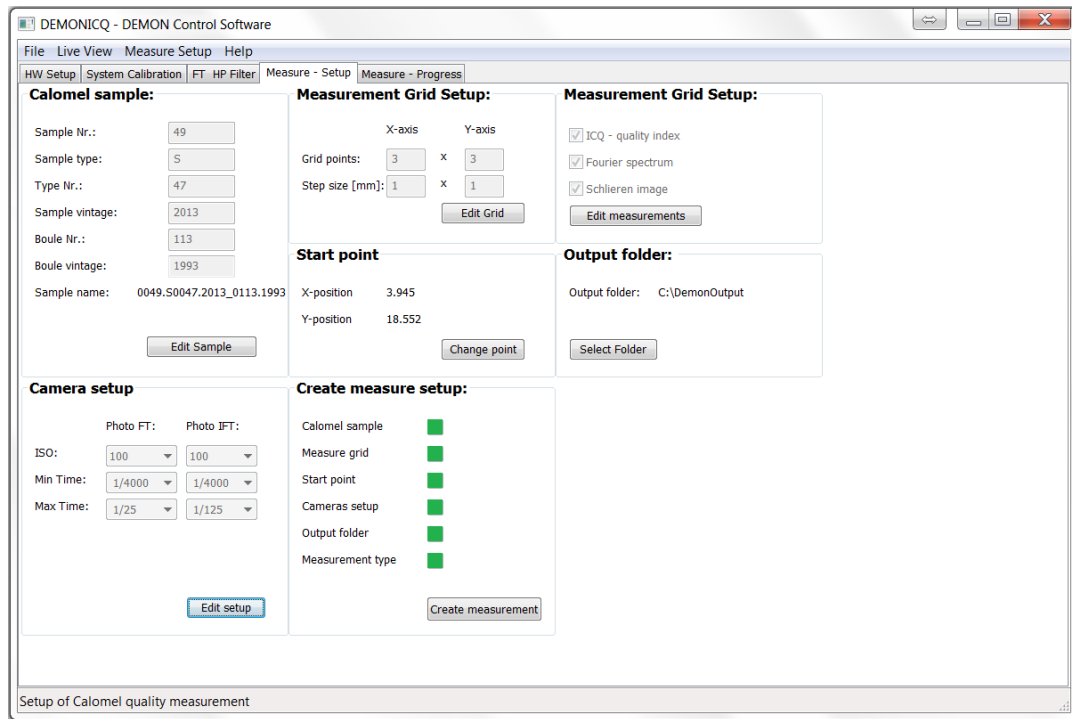 DEMONICQ - DEMON Control Software
File Live View Measure Setup Help
HW Setup System Calibration FT HP Filter Measure - Setup Measure - Progress
Calomel sample:
Sample Nr.: 49
Sample type: S
Type Nr.: 47
Sample vintage: 2013
Boule Nr.: 113
Boule vintage: 1993
Sample name: 0049.S0047.2013_0113.1993
Edit Sample
Measurement Grid Setup:
X-axis Y-axis
Grid points: 3 x 3
Step size [mm]: 1 x 1
Edit Grid
Measurement Grid Setup:
ICQ - quality index
Fourier spectrum
Schlieren image
Edit measurements
Start point
X-position 3.945
Y-position 18.552
Change point
Output folder:
Output folder: C:\DemonOutput
Select Folder
Camera setup
Photo FT: Photo IFT:
ISO: 100 100
Min Time: 1/4000 1/4000
Max Time: 1/25 1/125
Edit setup
Create measure setup:
Calomel sample
Measure grid
Start point
Cameras setup
Output folder
Measurement type
Create measurement
Setup of Calomel quality measurement